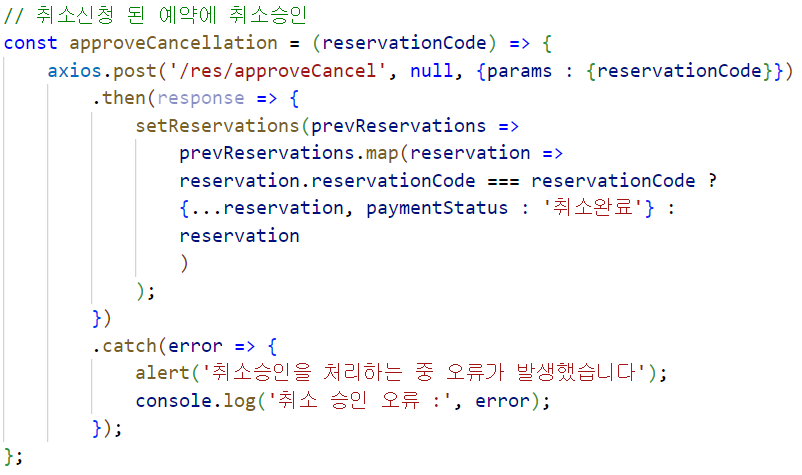 // 취소신청 된 예약에 취소승인
const approveCancellation = (reservationCode) => {
    axios.post('/res/approveCancel', null, {params : {reservationCode}})
        .then(response => {
            setReservations(prevReservations =>
                prevReservations.map(reservation =>
                reservation.reservationCode === reservationCode ?
                {...reservation, paymentStatus : '취소완료'} :
                reservation
                )
            );
        })
        .catch(error => {
            alert('취소승인을 처리하는 중 오류가 발생했습니다');
            console.log('취소 승인 오류 :', error);
        });
};